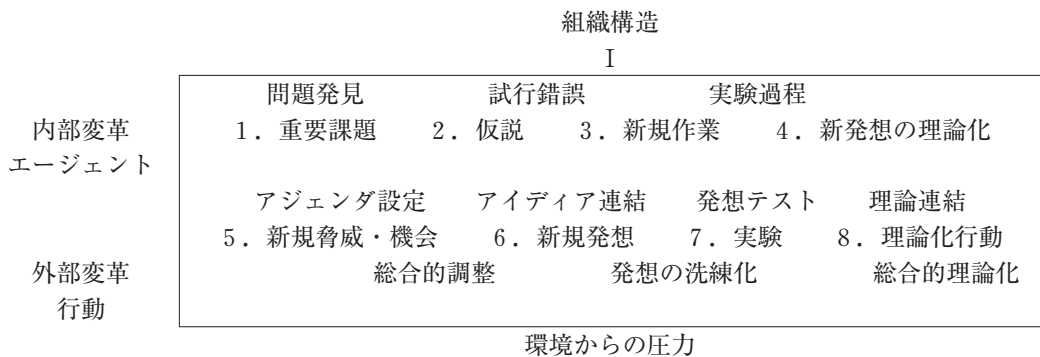 組織構造
I
問題発見 試行錯誤 実験過程
内部変革 1．重要課題 2．仮説 3．新規作業 4．新発想の理論化
エージェント
アジェンダ設定 アイディア連結 発想テスト 理論連結
5．新規脅威・機会 6．新規発想 7．実験 8．理論化行動
外部変革 総合的調整 発想の洗練化 総合的理論化
行動
環境からの圧力